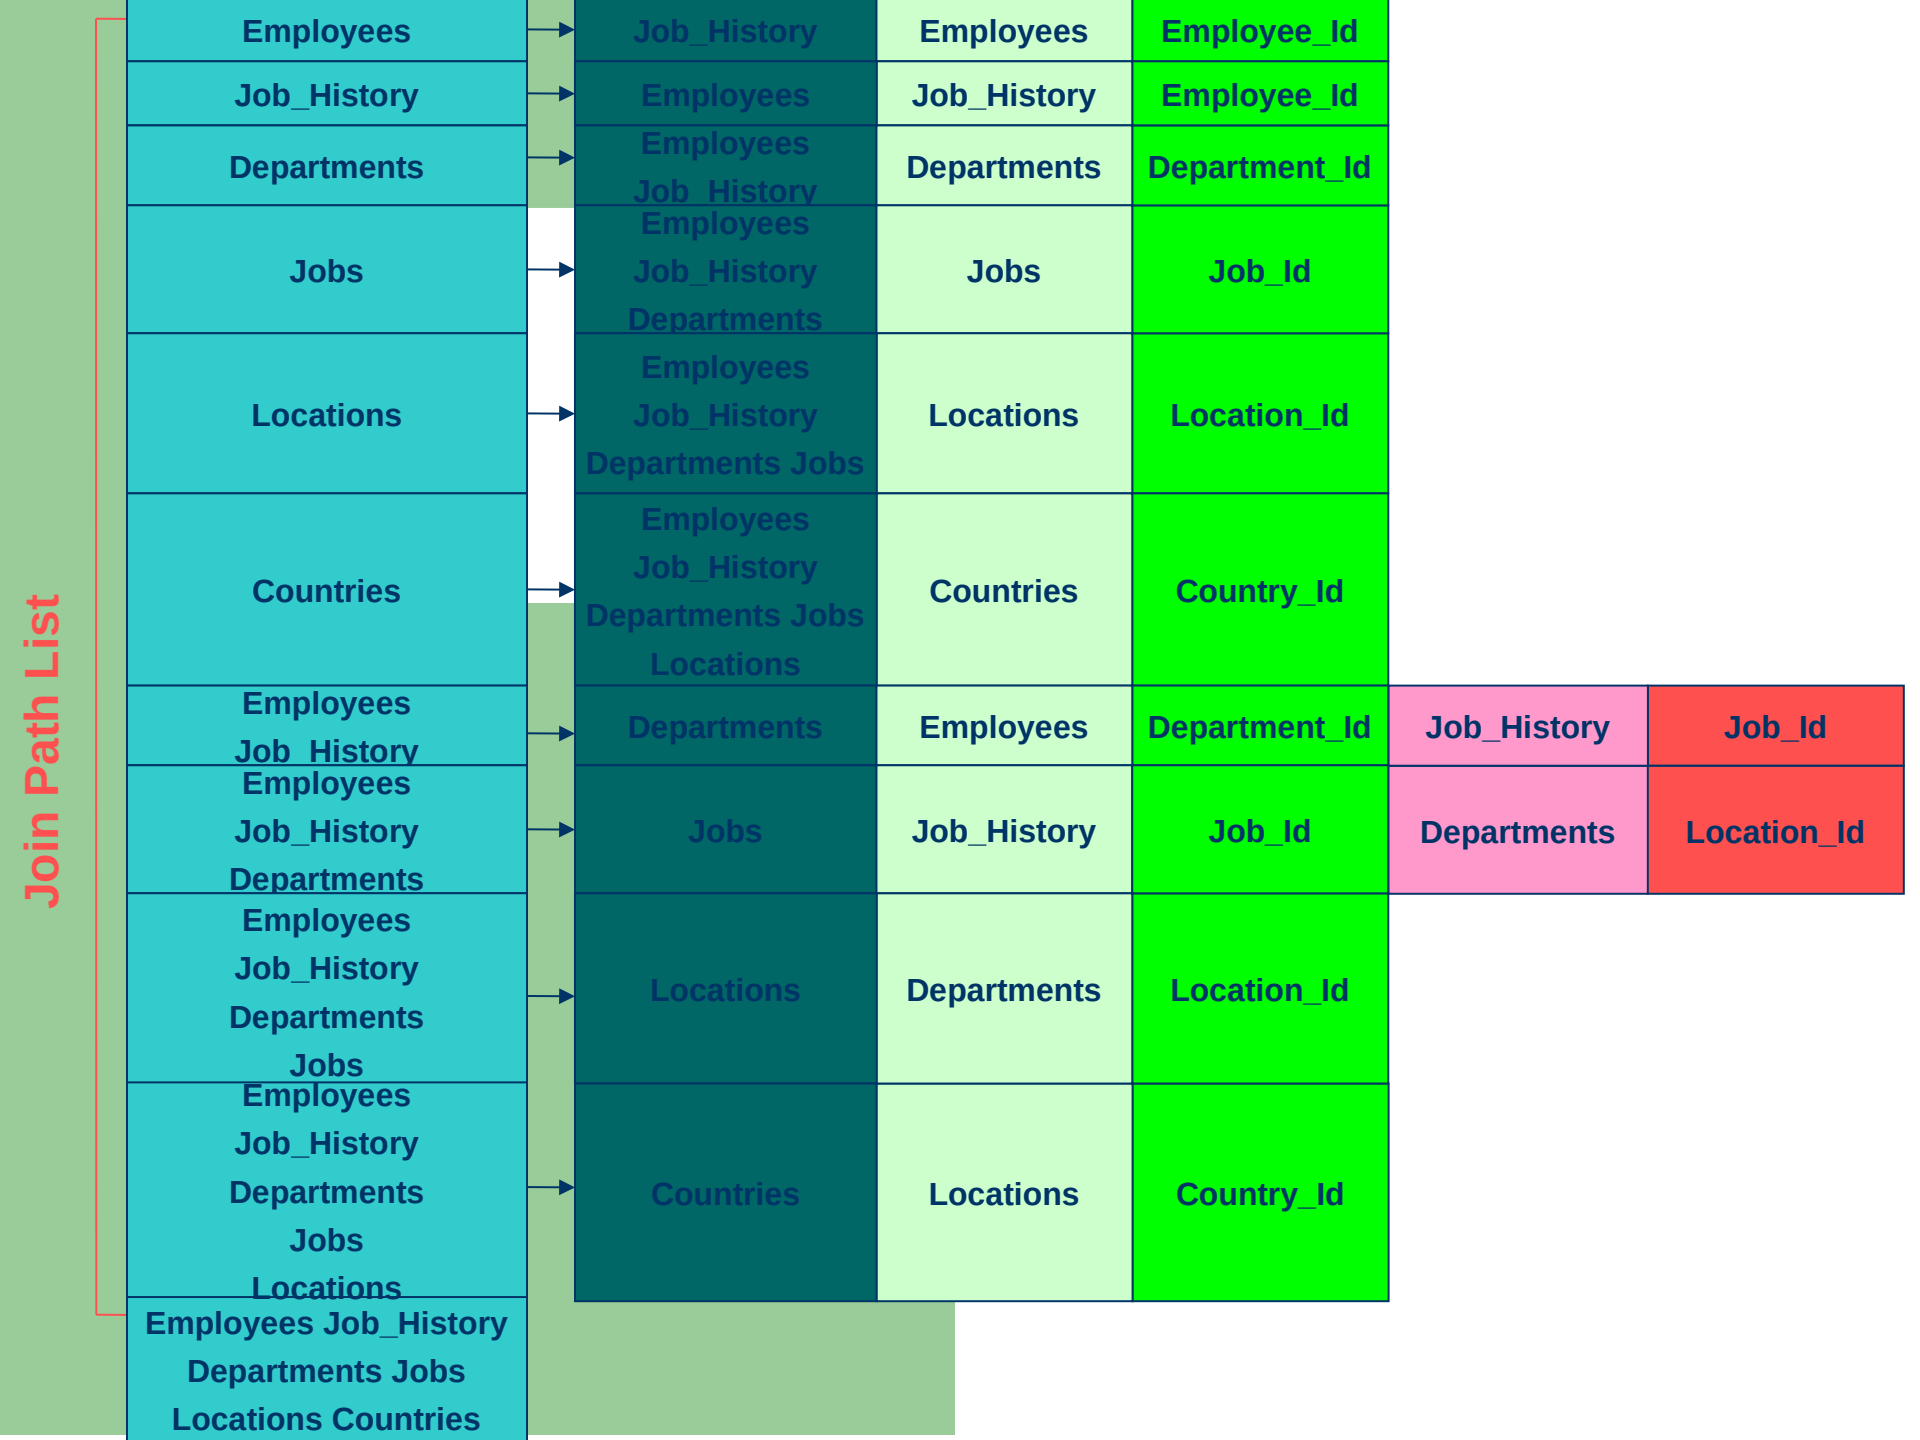 Join Path List
Employees
Job_History
Employees
Employee_Id
Job_History
Employees
Job_History
Employee_Id
Departments
Employees
Job_History
Departments
Department_Id
Jobs
Employees
Job_History
Departments
Jobs
Job_Id
Locations
Employees
Job_History
Departments Jobs
Locations
Location_Id
Countries
Employees
Job_History
Departments Jobs
Locations
Countries
Country_Id
Employees
Job_History
Departments
Employees
Department_Id
Job_History
Job_Id
Employees
Job_History
Departments
Jobs
Job_History
Job_Id
Departments
Location_Id
Employees
Job_History
Departments
Jobs
Locations
Departments
Location_Id
Employees
Job_History
Departments
Jobs
Locations
Countries
Locations
Country_Id
Employees Job_History
Departments Jobs
Locations Countries